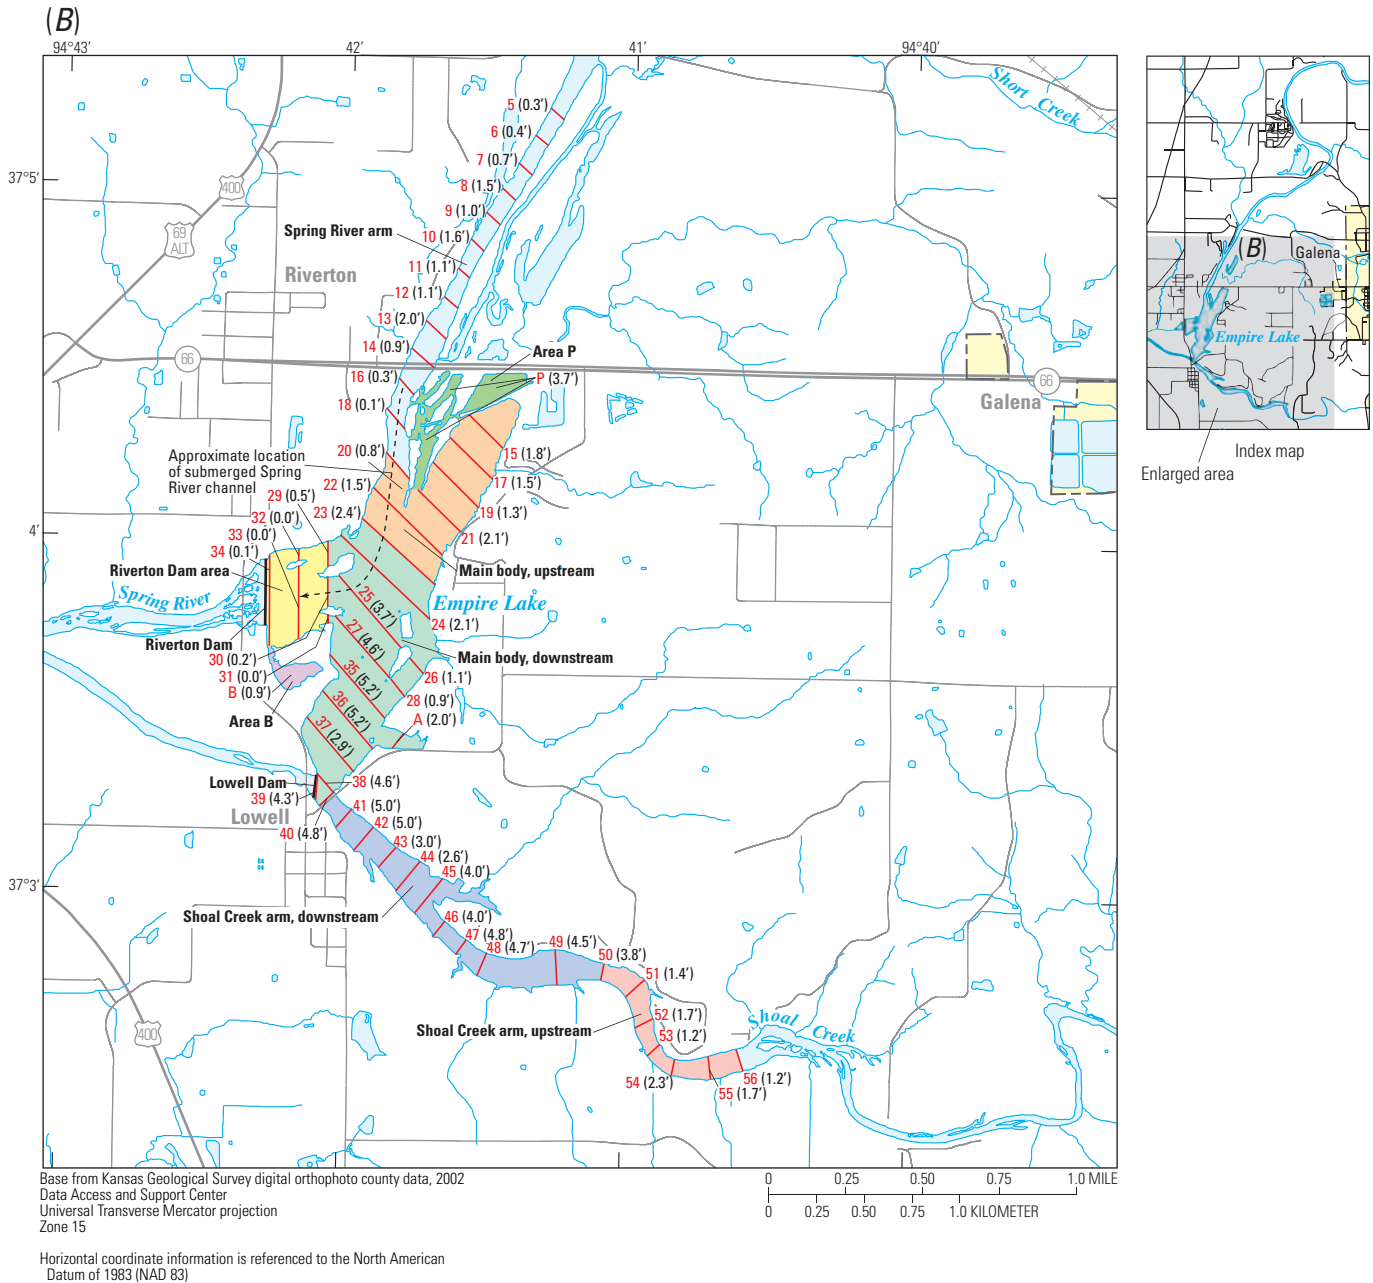 (B)
94°43'
42'
41'
94°40'
Short Creek
5 (0.3')
6 (0.4')
7 (0.7')
37°5'
8 (1.5')
400
9 (1.0')
69
ALT
Spring River arm
10 (1.6')
Riverton
11 (1.1')
12 (1.1')
13 (2.0')
14 (0.9')
66
Area P
16 (0.3')
P (3.7')
66
18 (0.1')
Galena
20 (0.8')
15 (1.8')
Approximate location
of submerged Spring
River channel
22 (1.5')
17 (1.5')
29 (0.5')
23 (2.4')
19 (1.3')
32 (0.0')
4'
33 (0.0')
21 (2.1')
34 (0.1')
Riverton Dam area
Main body, upstream
Spring River
25 (3.7')
Empire Lake
24 (2.1')
27 (4.6')
Riverton Dam
30 (0.2')
Main body, downstream
31 (0.0')
35 (5.2')
26 (1.1')
B (0.9')
36 (5.2')
28 (0.9')
Area B
A (2.0')
37 (2.9')
Lowell Dam
38 (4.6')
39 (4.3')
41 (5.0')
Lowell
42 (5.0')
40 (4.8')
43 (3.0')
44 (2.6')
45 (4.0')
37°3'
Shoal Creek arm, downstream
46 (4.0')
47 (4.8')
48 (4.7')
49 (4.5')
50 (3.8')
51 (1.4')
52 (1.7')
Shoal Creek arm, upstream
53 (1.2')
Shoal Creek
400
54 (2.3')
56 (1.2')
55 (1.7')
(B)
Galena
Empire Lake
Index map
Enlarged area
Base from Kansas Geological Survey digital orthophoto county data, 2002
Data Access and Support Center
Universal Transverse Mercator projection
Zone 15
0 0.25 0.50 0.75 1.0 MILE
0 0.25 0.50 0.75 1.0 KILOMETER
Horizontal coordinate information is referenced to the North American
Datum of 1983 (NAD 83)